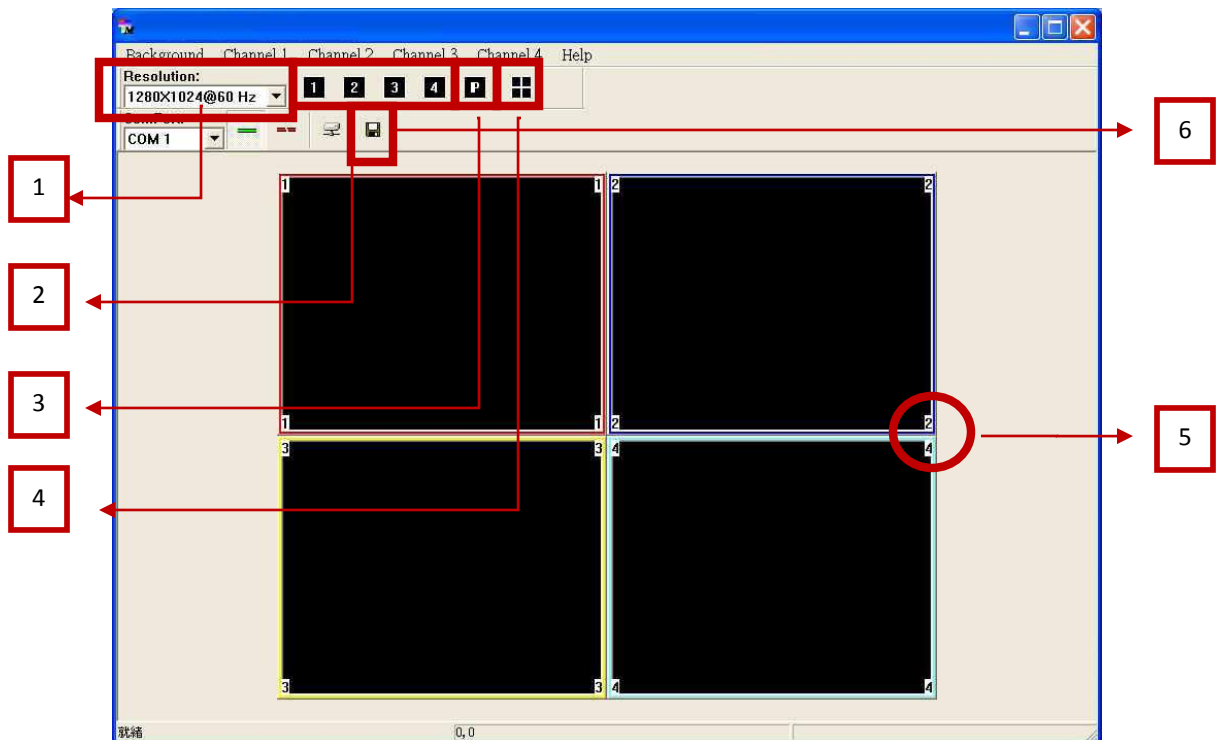 Background Channel 1 Channel 2 Channel 3 Channel 4 Help
Resolution:
1280X1024@60 Hz
1 2 3 4 P
COM 1
6
1
1 1 2 2
2
3
1 1 2 2
5
3 3 4 4
4
3 3 4 4
就緒 0, 0